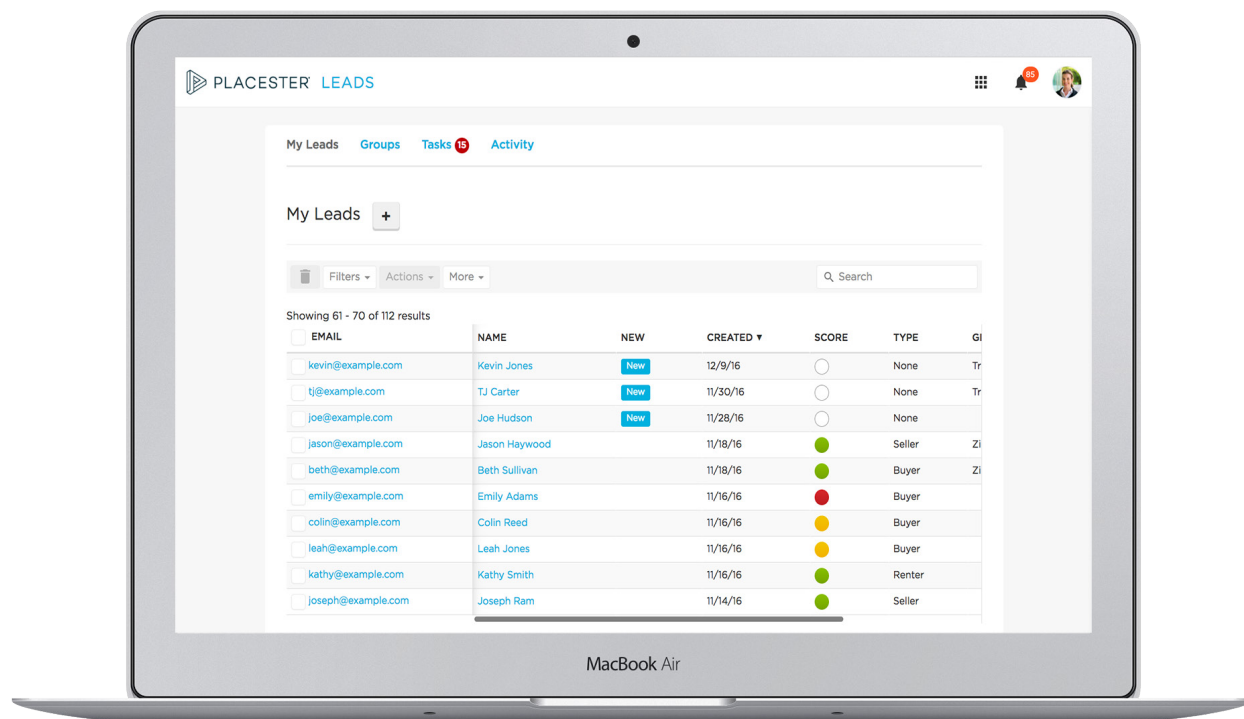 PLACESTER LEADS 85
My Leads Groups Tasks 15 Activity
My Leads +
Filters Actions More Search
Showing 61 - 70 of 112 results
EMAIL NAME NEW CREATED ▼ SCORE TYPE
kevin@example.com Kevin Jones New 12/9/16 None Tr
tj@example.com TJ Carter New 11/30/16 None Tr
joe@example.com Joe Hudson New 11/28/16 None
jason@example.com Jason Haywood 11/18/16 Seller Zi
beth@example.com Beth Sullivan 11/18/16 Buyer Zi
emily@example.com Emily Adams 11/16/16 Buyer
colin@example.com Colin Reed 11/16/16 Buyer
leah@example.com Leah Jones 11/16/16 Buyer
kathy@example.com Kathy Smith 11/16/16 Renter
joseph@example.com Joseph Ram 11/14/16 Seller
MacBook Air